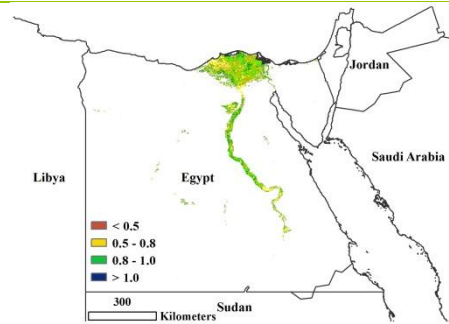 Jordan
Saudi Arabia
Libya
Egypt
< 0.5
0.5 - 0.8
0.8 - 1.0
> 1.0
300
Sudan
Kilometers